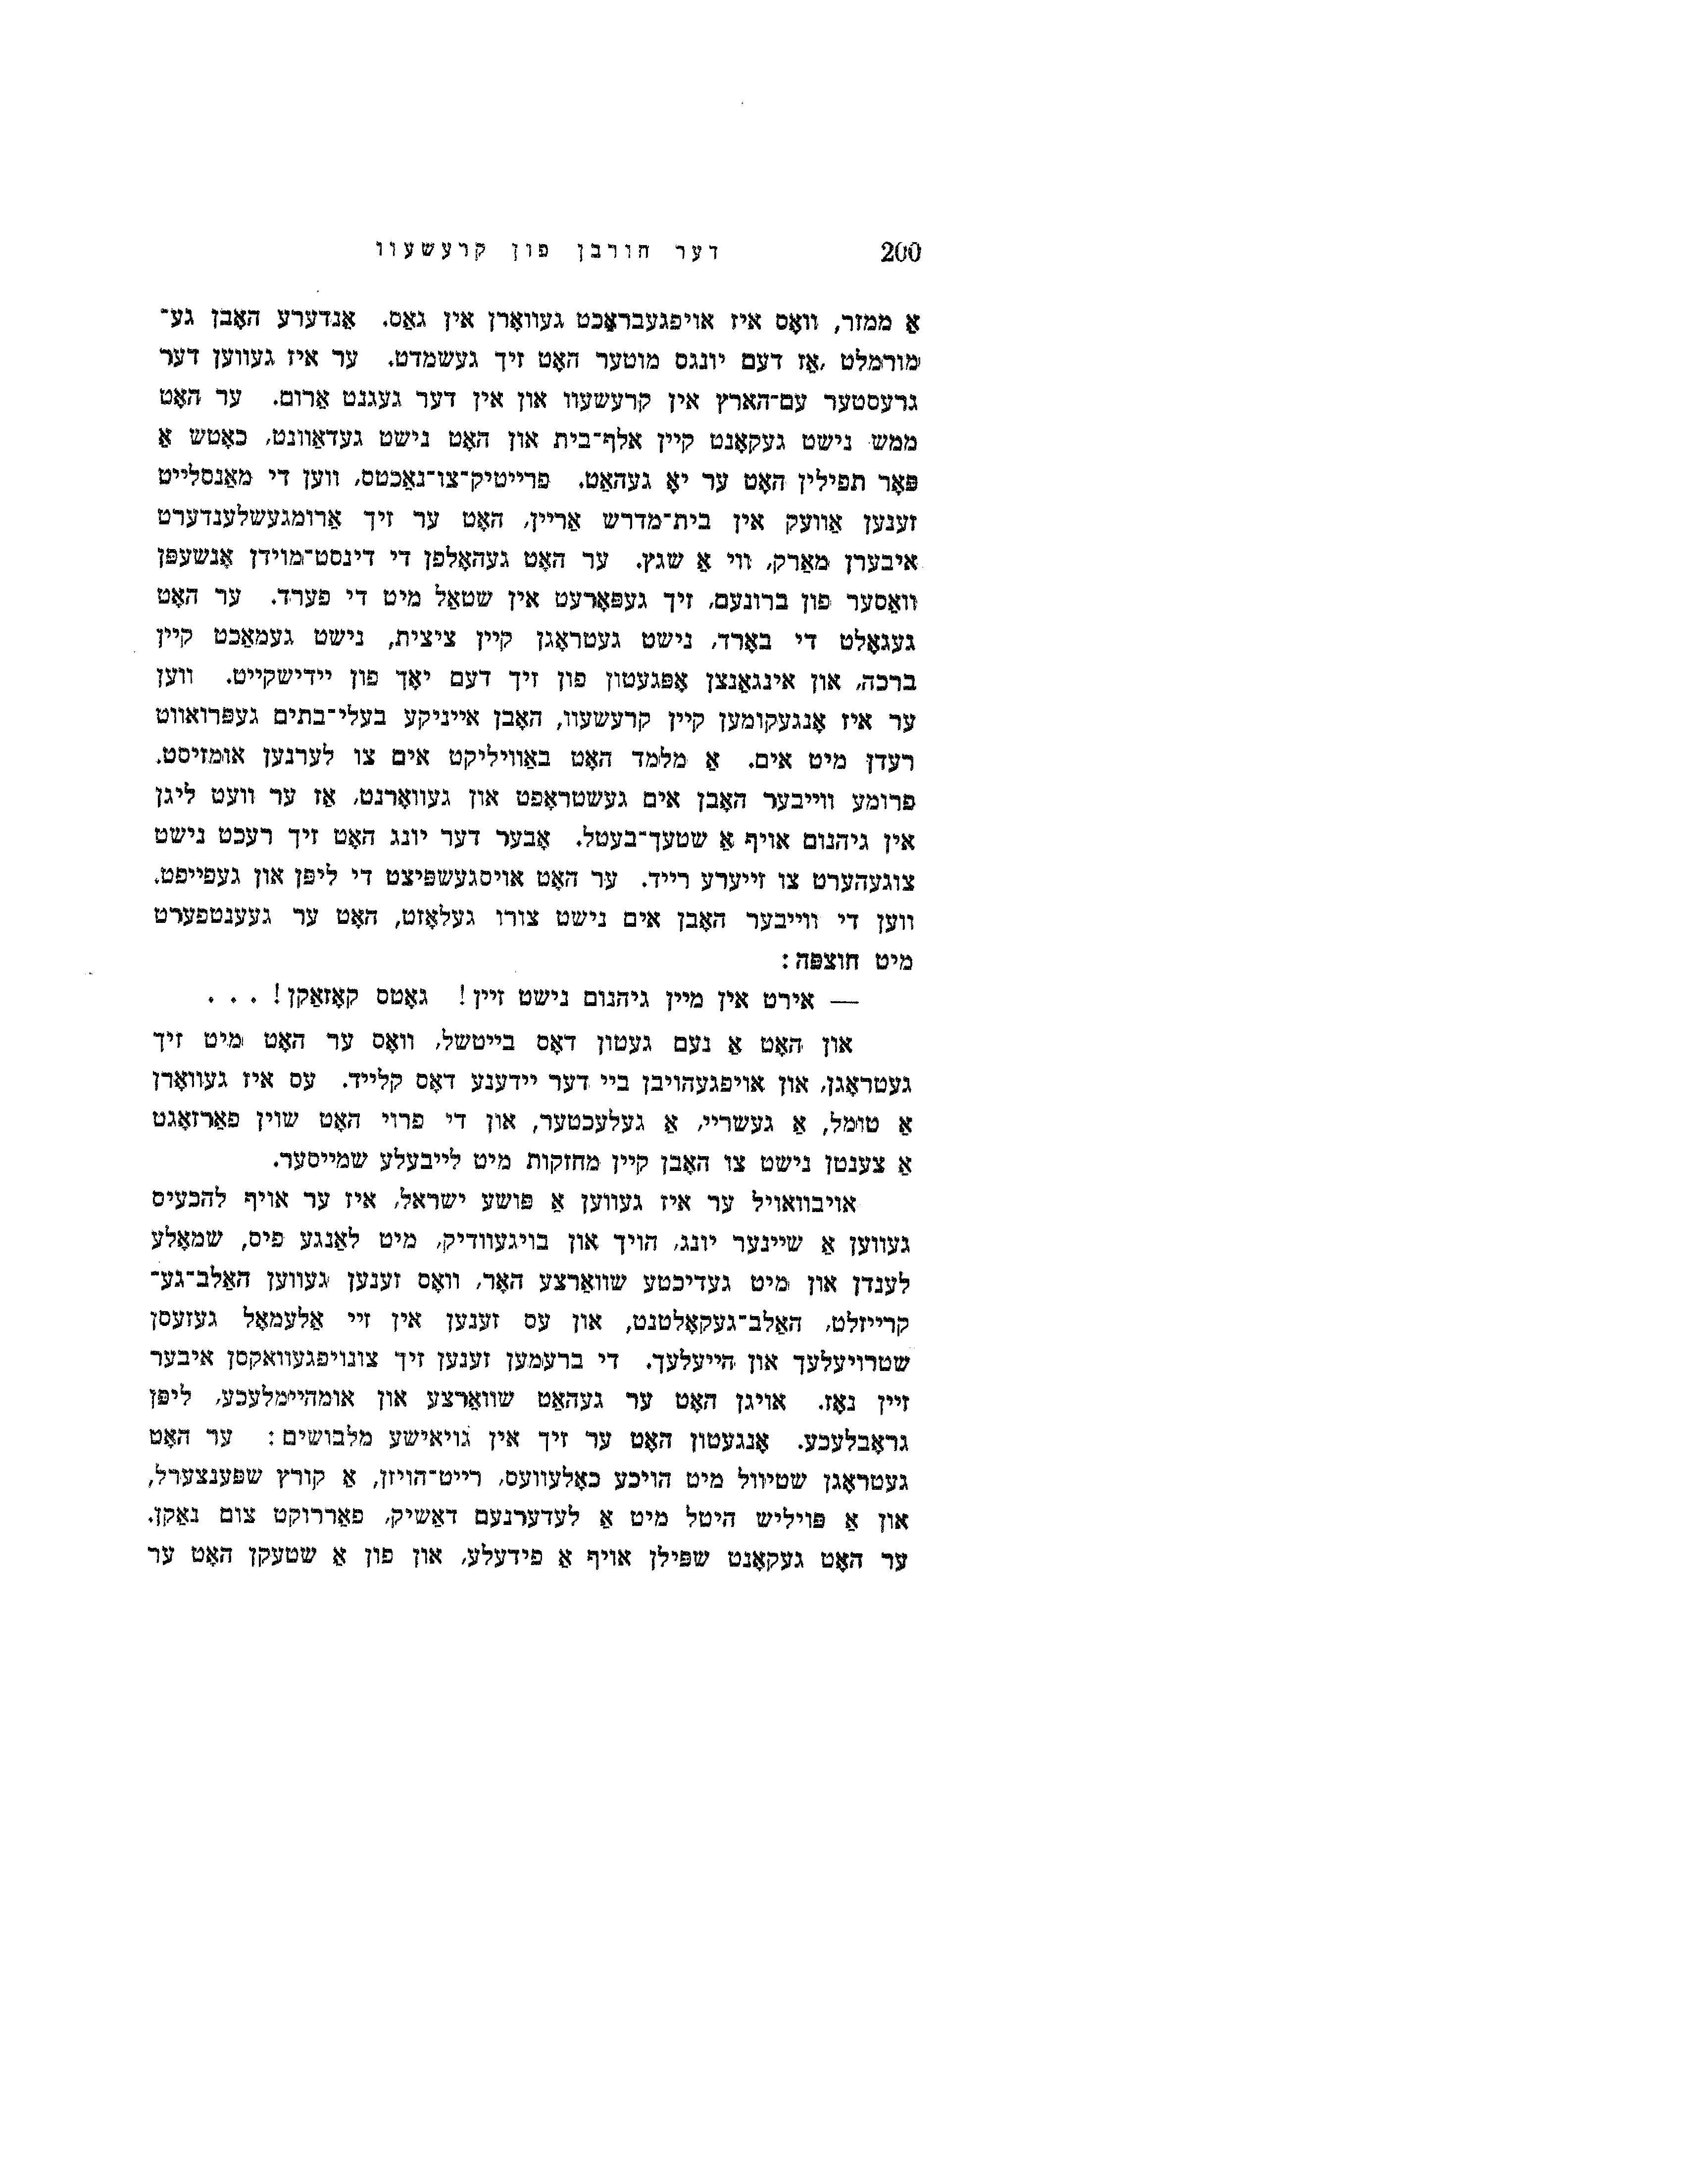 200 דער חורבן פון קרעשעוו
אַ ממזר, וואָס איז אויפגעבראַכט געוואָרן אין גאַס. אַנדערע האָבן גע־
מורמלט ,אַז דעם יונגס מוטער האָט זיך געשמדט. ער איז געווען דער
גרעסטער עם־הארץ אין קרעשעוו און אין דער געגנט אַרום. ער האָט
ממש נישט געקאָנט קיין אלף־בית און האָט נישט געדאַוונט, כאָטש אַ
פּאָר תפילין האָט ער יאָ געהאַט. פרייטיק־צו־נאַכטס, ווען די מאַנסלייט
זענען אַוועק אין בית־מדרש אַריין, האָט ער זיך אַרומגעשלענדערט
איבערן מאַרק, ווי אַ שגץ. ער האָט געהאָלפן די דינסט־מוידן אָנשעפּן
וואַסער פון ברונעם, זיך געפּאָרעט אין שטאַל מיט די פערד. ער האָט
געגאָלט די באָרד, נישט געטראָגן קיין ציצית, נישט געמאַכט קיין
ברכה, און אינגאַנצן אָפּגעטון פון זיך דעם יאָך פון יידישקייט. ווען
ער איז אָנגעקומען קיין קרעשעוו, האָבן אייניקע בעלי־בתים געפּרואווט
רעדן מיט אים. אַ מלמד האָט באַוויליקט אים צו לערנען אומזיסט.
פרומע ווייבער האָבן אים געשטראָפט און געוואָרנט, אַז ער וועט ליגן
אין גיהנום אויף אַ שטעך־בעטל. אָבער דער יונג האָט זיך רעכט נישט
צוגעהערט צו זייערע רייד. ער האָט אויסגעשפּיצט די ליפּן און געפייפט.
ווען די ווייבער האָבן אים נישט צורו געלאָזט, האָט ער געענטפערט
מיט חוצפּה:
— אירט אין מיין גיהנום נישט זיין! גאָטס קאָזאַקן! . . .
און האָט אַ נעם געטון דאָס בייטשל, וואָס ער האָט מיט זיך
געטראָגן, און אויפגעהויבן ביי דער יידענע דאָס קלייד. עס איז געוואָרן
אַ טומל, אַ געשריי, אַ געלעכטער, און די פרוי האָט שוין פאַרזאָגט
אַ צענטן נישט צו האָבן קיין מחזקות מיט לייבעלע שמייסער.
אויבוואויל ער איז געווען אַ פּושע ישראל, איז ער אויף להכעיס
געווען אַ שיינער יונג, הויך און בויגעוודיק, מיט לאַנגע פיס, שמאָלע
לענדן און מיט געדיכטע שוואַרצע האָר, וואָס זענען געווען האַלב־גע־
קרייזלט, האַלב־געקאָלטנט, און עס זענען אין זיי אַלעמאָל געזעסן
שטרויעלעך און הייעלעך. די ברעמען זענען זיך צונויפגעוואַקסן איבער
זיין נאָז. אויגן האָט ער געהאַט שוואַרצע און אומהיימלעכע, ליפּן
גראָבלעכע. אָנגעטון האָט ער זיך אין גויאישע מלבושים: ער האָט
געטראָגן שטיוול מיט הויכע כאָלעוועס, רייט־הויזן, אַ קורץ שפּענצערל,
און אַ פּויליש היטל מיט אַ לעדערנעם דאַשיק, פאַררוקט צום נאַקן.
ער האָט געקאָנט שפּילן אויף אַ פידעלע, און פון אַ שטעקן האָט ער